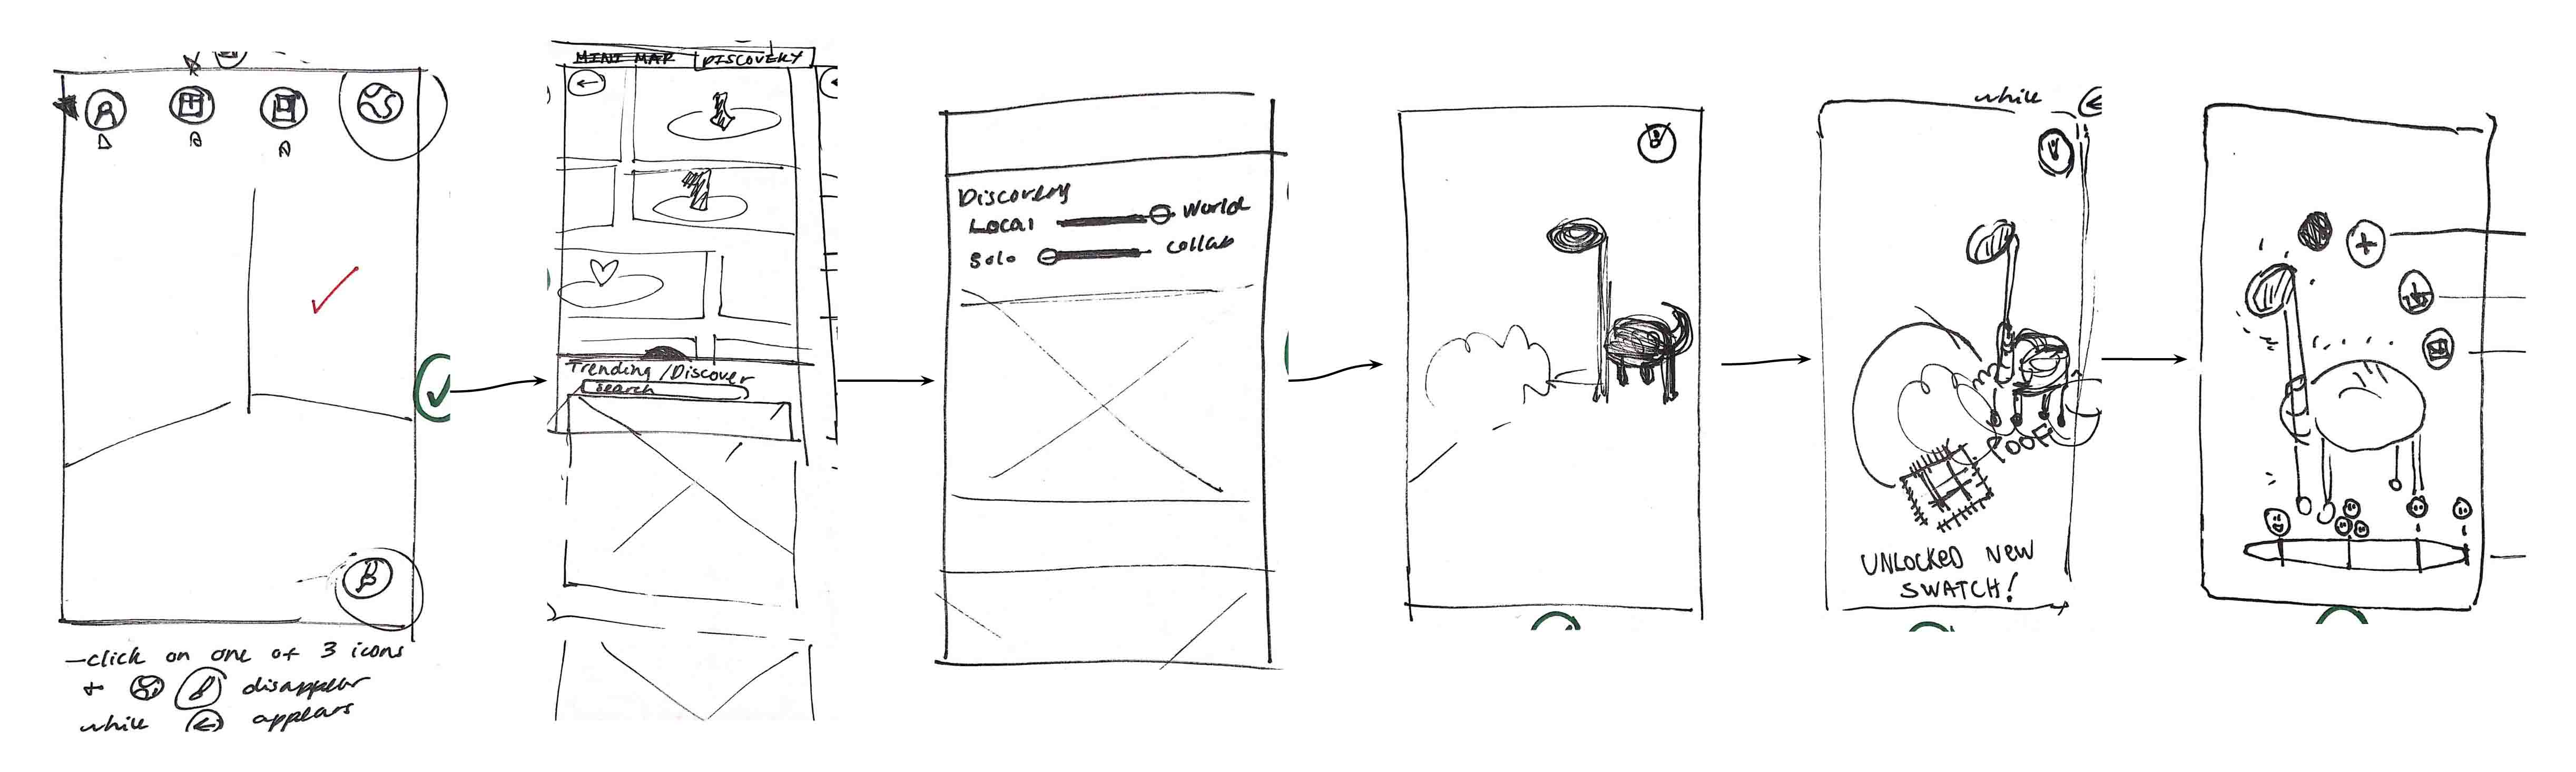 —click on one of 3 icons
+ disappear
while appears
MINI MAP
DISCOVERY
Trending/Discover
search
Discovery
Local World
Solo collab
while
POOF
UNLOCKED NEW
SWATCH!